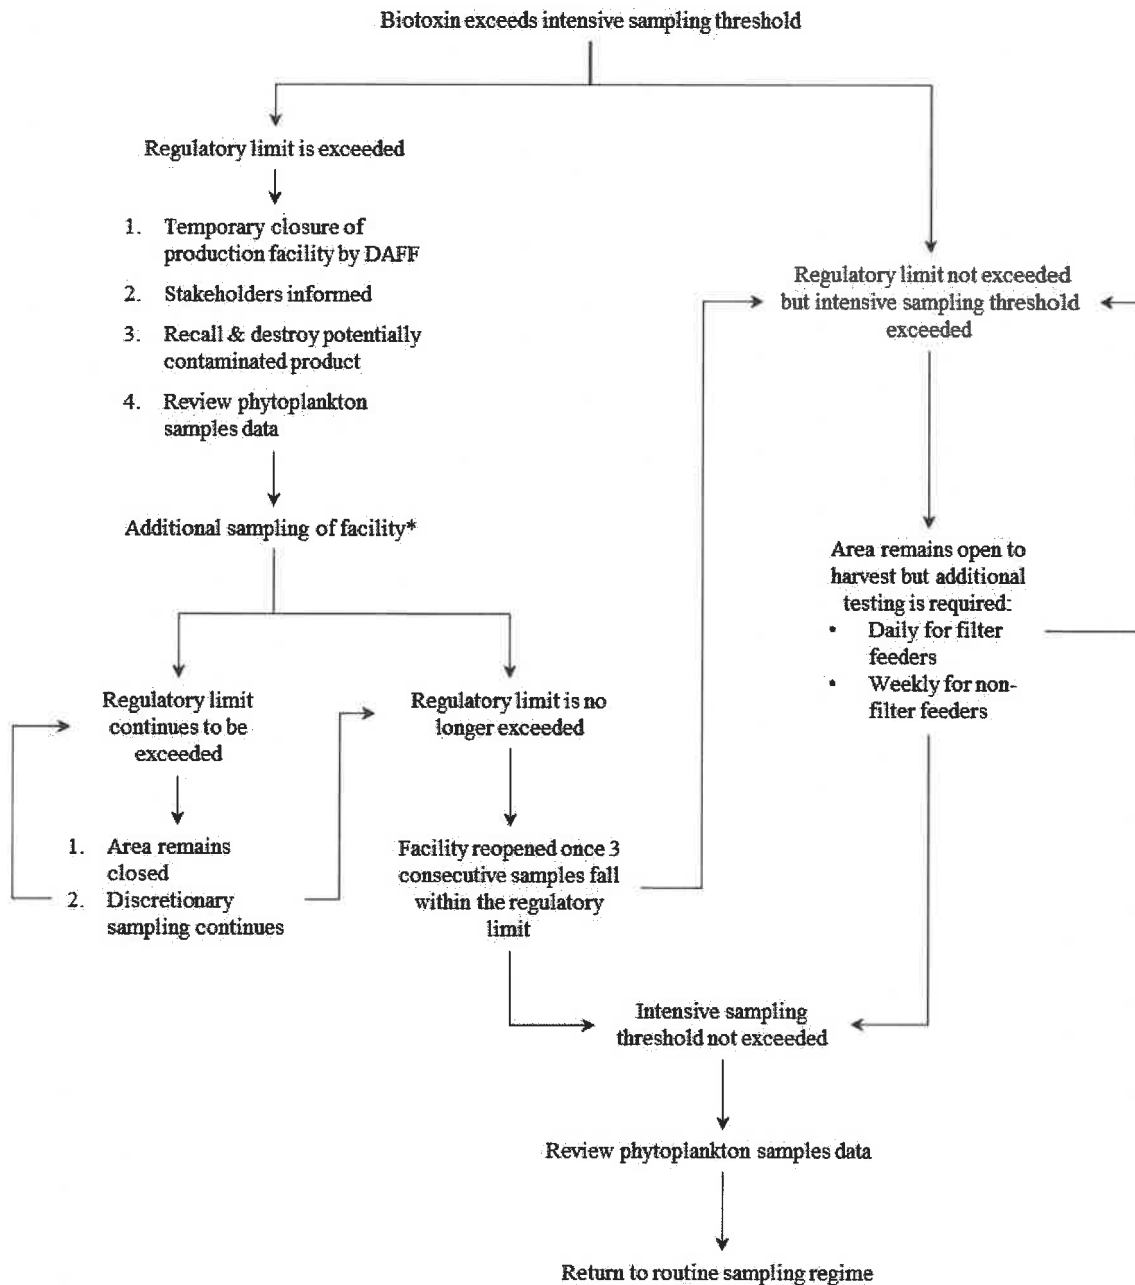 Biotoxin exceeds intensive sampling threshold
Regulatory limit is exceeded
1. Temporary closure of
production facility by DAFF
2. Stakeholders informed
3. Recall & destroy potentially
contaminated product
4. Review phytoplankton
samples data
Additional sampling of facility*
Regulatory limit
continues to be
exceeded
1. Area remains
closed
2. Discretionary
sampling continues
Regulatory limit is no
longer exceeded
Facility reopened once 3
consecutive samples fall
within the regulatory
limit
Regulatory limit not exceeded
but intensive sampling threshold
exceeded
Area remains open to
harvest but additional
testing is required:
• Daily for filter
feeders
• Weekly for non-
filter feeders
Intensive sampling
threshold not exceeded
Review phytoplankton samples data
Return to routine sampling regime